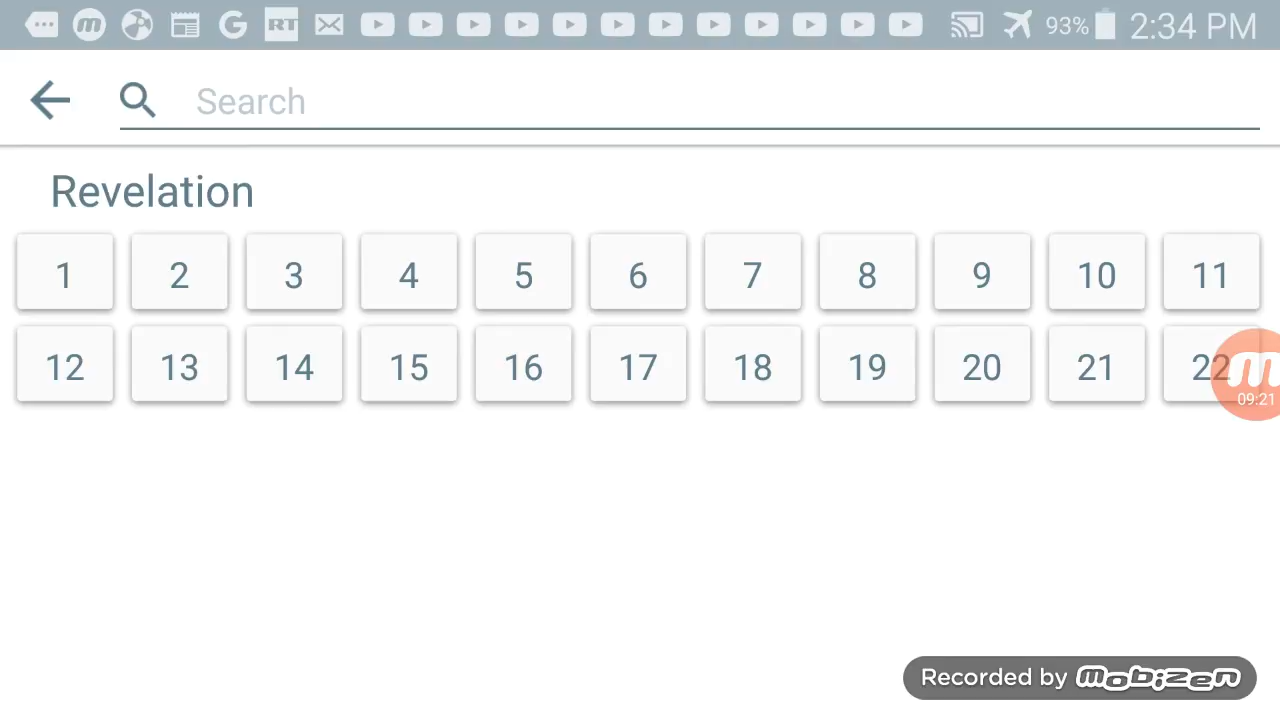 m G RT 93% 2:34 PM
Search
Revelation
1 2 3 4 5 6 7 8 9 10 11
12 13 14 15 16 17 18 19 20 21 22
m
09:21
Recorded by mobizen